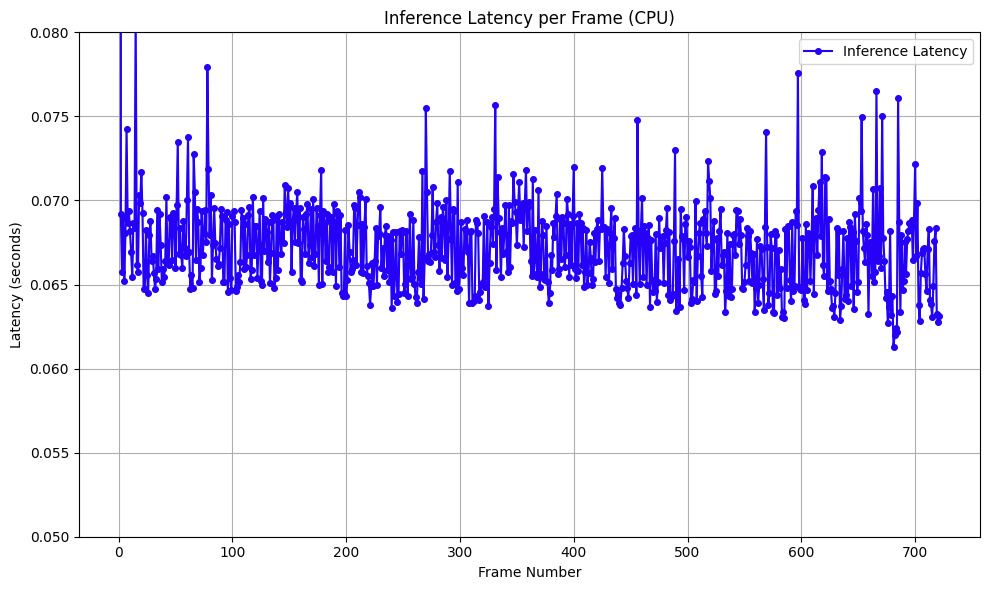 Inference Latency per Frame (CPU)
Inference Latency
0.080
0.075
0.070
0.065
0.060
0.055
0.050
Latency (seconds)
0 100 200 300 400 500 600 700
Frame Number